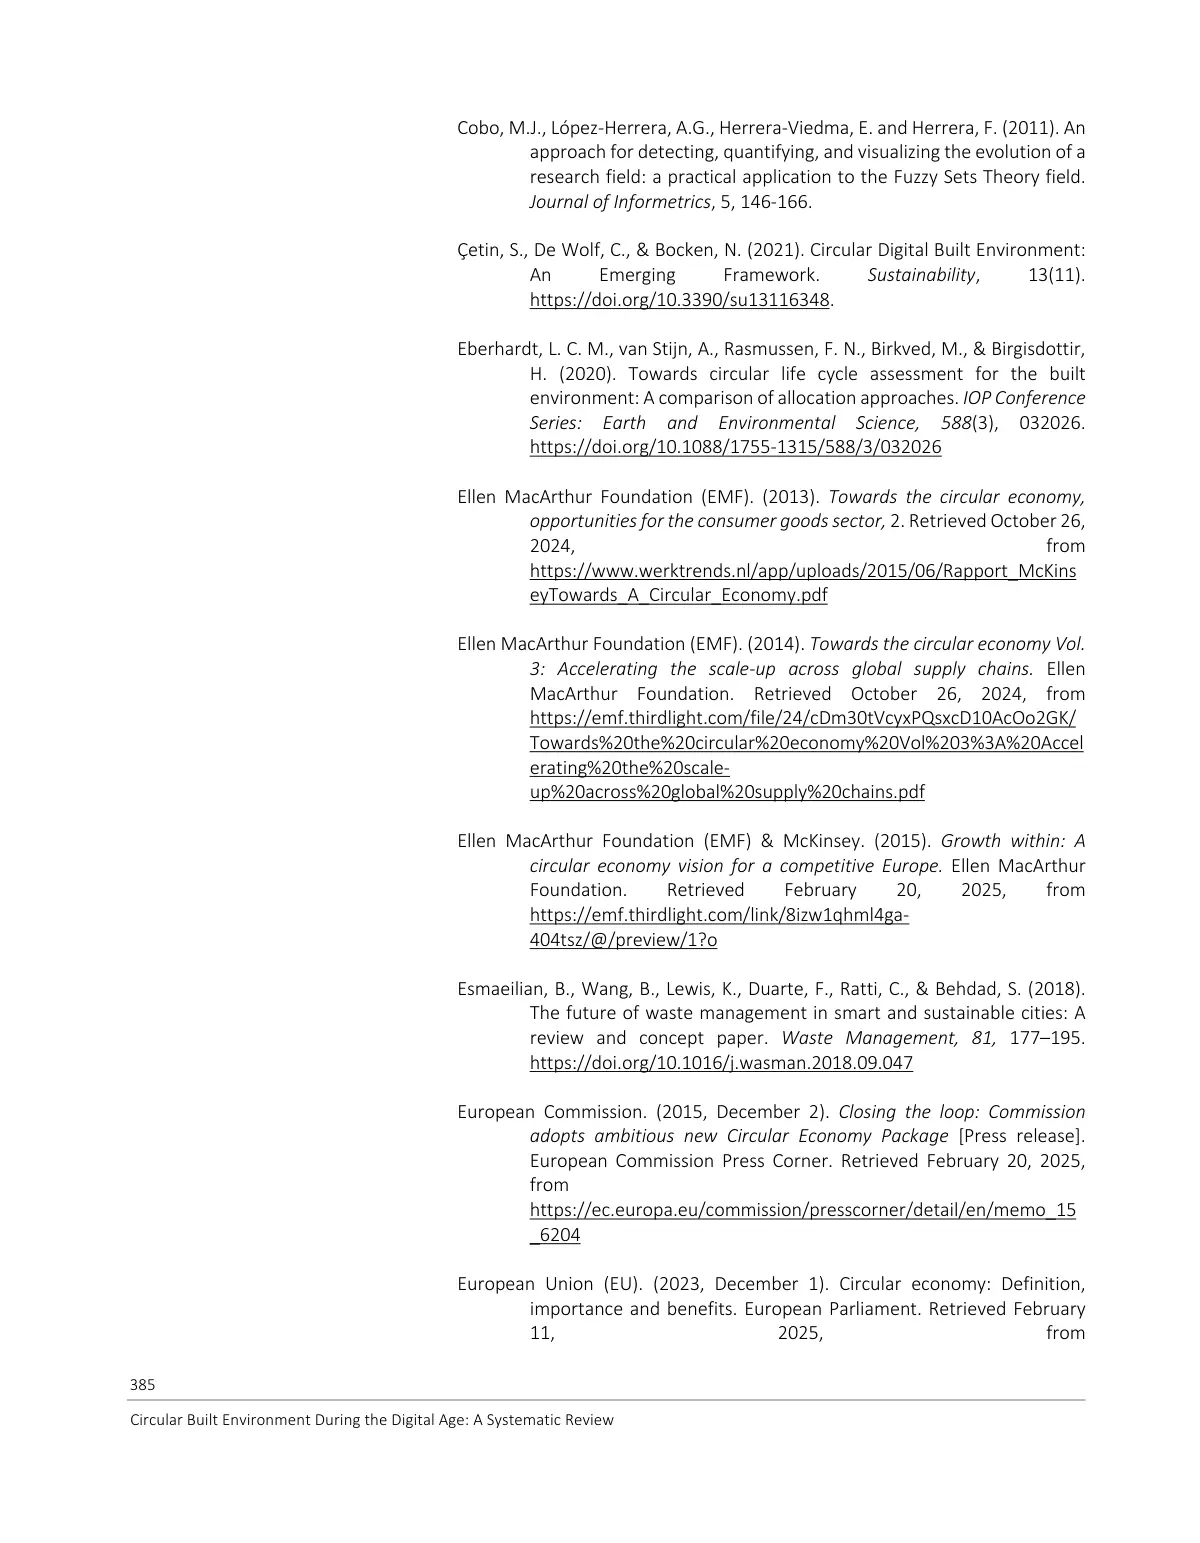 Cobo, M.J., López-Herrera, A.G., Herrera-Viedma, E. and Herrera, F. (2011). An
approach for detecting, quantifying, and visualizing the evolution of a
research field: a practical application to the Fuzzy Sets Theory field.
Journal of Informetrics, 5, 146-166.
Çetin, S., De Wolf, C., & Bocken, N. (2021). Circular Digital Built Environment:
An Emerging Framework. Sustainability, 13(11).
https://doi.org/10.3390/su13116348.
Eberhardt, L. C. M., van Stijn, A., Rasmussen, F. N., Birkved, M., & Birgisdottir,
H. (2020). Towards circular life cycle assessment for the built
environment: A comparison of allocation approaches. IOP Conference
Series: Earth and Environmental Science, 588(3), 032026.
https://doi.org/10.1088/1755-1315/588/3/032026
Ellen MacArthur Foundation (EMF). (2013). Towards the circular economy,
opportunities for the consumer goods sector, 2. Retrieved October 26,
2024, from
https://www.werktrends.nl/app/uploads/2015/06/Rapport_McKins
eyTowards_A_Circular_Economy.pdf
Ellen MacArthur Foundation (EMF). (2014). Towards the circular economy Vol.
3: Accelerating the scale-up across global supply chains. Ellen
MacArthur Foundation. Retrieved October 26, 2024, from
https://emf.thirdlight.com/file/24/cDm30tVcyxPQsxcD10AcOo2GK/
Towards%20the%20circular%20economy%20Vol%203%3A%20Accel
erating%20the%20scale-
up%20across%20global%20supply%20chains.pdf
Ellen MacArthur Foundation (EMF) & McKinsey. (2015). Growth within: A
circular economy vision for a competitive Europe. Ellen MacArthur
Foundation. Retrieved February 20, 2025, from
https://emf.thirdlight.com/link/8izw1qhml4ga-
404tsz/@/preview/1?o
Esmaeilian, B., Wang, B., Lewis, K., Duarte, F., Ratti, C., & Behdad, S. (2018).
The future of waste management in smart and sustainable cities: A
review and concept paper. Waste Management, 81, 177–195.
https://doi.org/10.1016/j.wasman.2018.09.047
European Commission. (2015, December 2). Closing the loop: Commission
adopts ambitious new Circular Economy Package [Press release].
European Commission Press Corner. Retrieved February 20, 2025,
from
https://ec.europa.eu/commission/presscorner/detail/en/memo_15
_6204
European Union (EU). (2023, December 1). Circular economy: Definition,
importance and benefits. European Parliament. Retrieved February
11, 2025, from
385
Circular Built Environment During the Digital Age: A Systematic Review